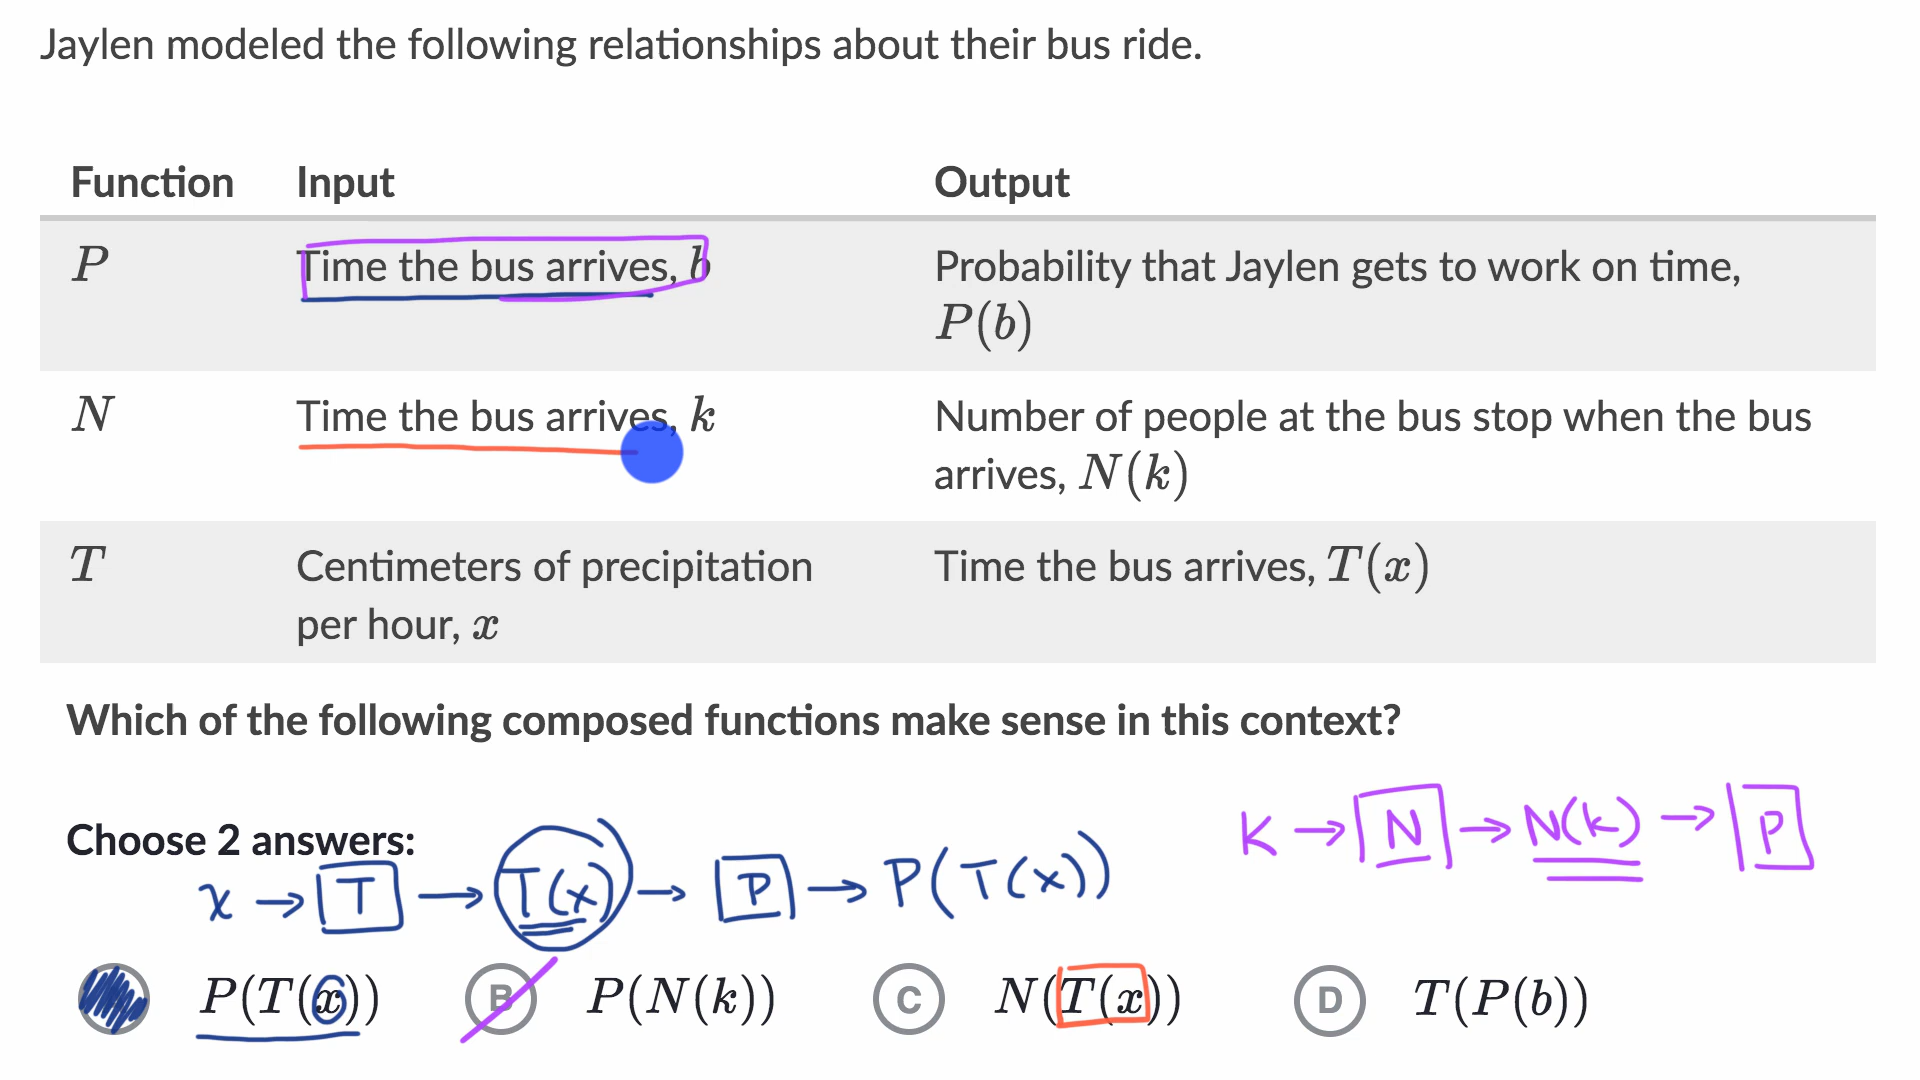 Jaylen modeled the following relationships about their bus ride.
Function Input Output
P Time the bus arrives, b Probability that Jaylen gets to work on time,
P(b)
N Time the bus arrives, k Number of people at the bus stop when the bus
arrives, N(k)
T Centimeters of precipitation Time the bus arrives, T(x)
per hour, x
Which of the following composed functions make sense in this context?
K → N → N(k) → P
Choose 2 answers:
x → T → T(x) → P → P(T(x))
P(T(x)) B P(N(k)) C N(T(x)) D T(P(b))